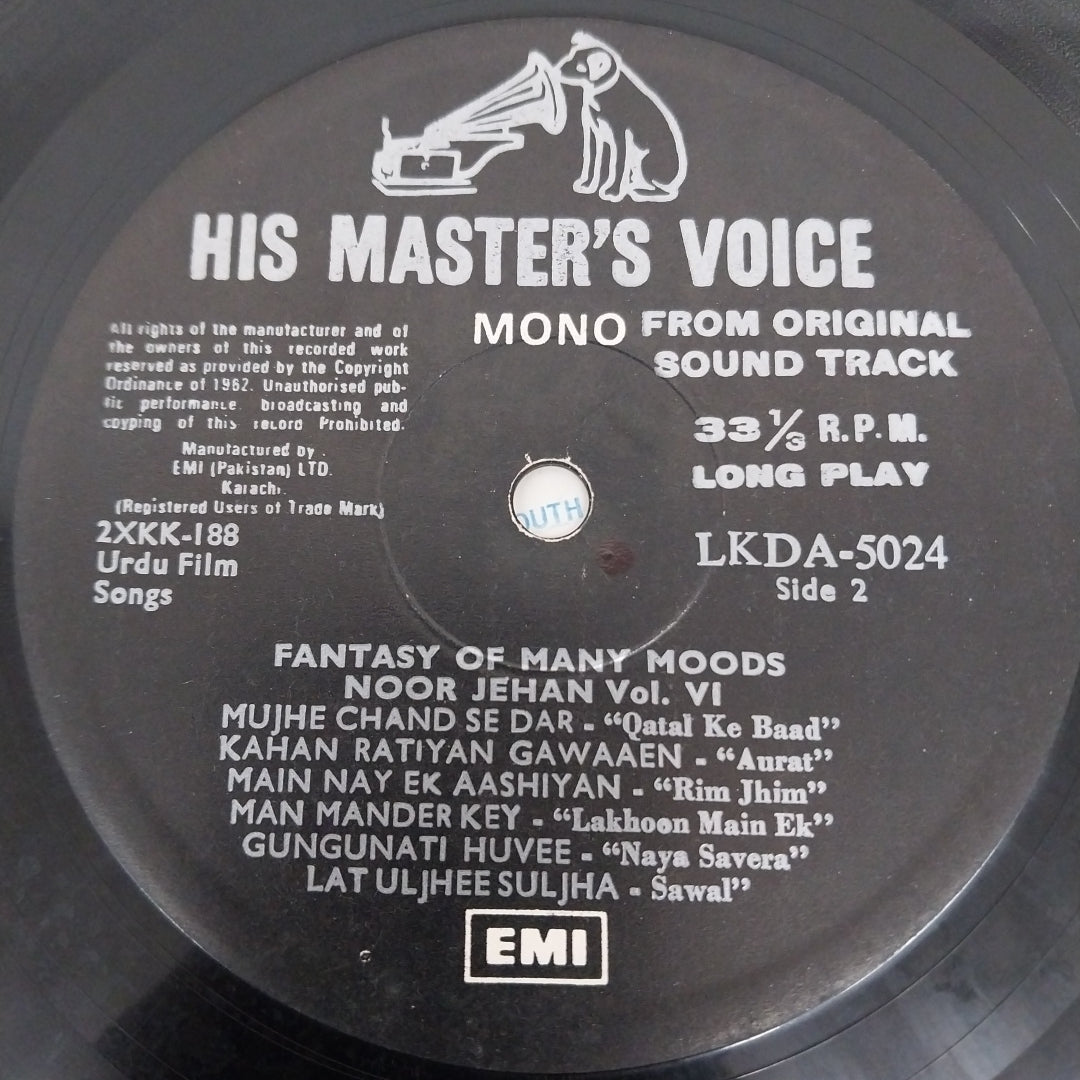 HIS MASTER'S VOICE
MONO
FROM ORIGINAL
SOUND TRACK
All rights of the manufacturer and of
the owners of this recorded work
reserved as provided by the Copyright
Ordinance of 1962. Unauthorised pub-
lic performance broadcasting and
coyping of this record Prohibited.
Manufactured by.
EMI (Pakistan) LTD.
Karachi
(Registered Users of Trade Mark)
33 1/3 R.P.M.
LONG PLAY
OUTH
2XKK-188
Urdu Film
Songs
LKDA-5024
Side 2
FANTASY OF MANY MOODS
NOOR JEHAN Vol. VI
MUJHE CHAND SE DAR - “Qatal Ke Baad”
KAHAN RATIYAN GAWAAEN - “Aurat”
MAIN NAY EK AASHIYAN - “Rim Jhim”
MAN MANDER KEY - “Lakhoon Main Ek”
GUNGUNATI HUVEE - “Naya Savera”
LAT ULJHEE SULJHA - Sawal”
EMI